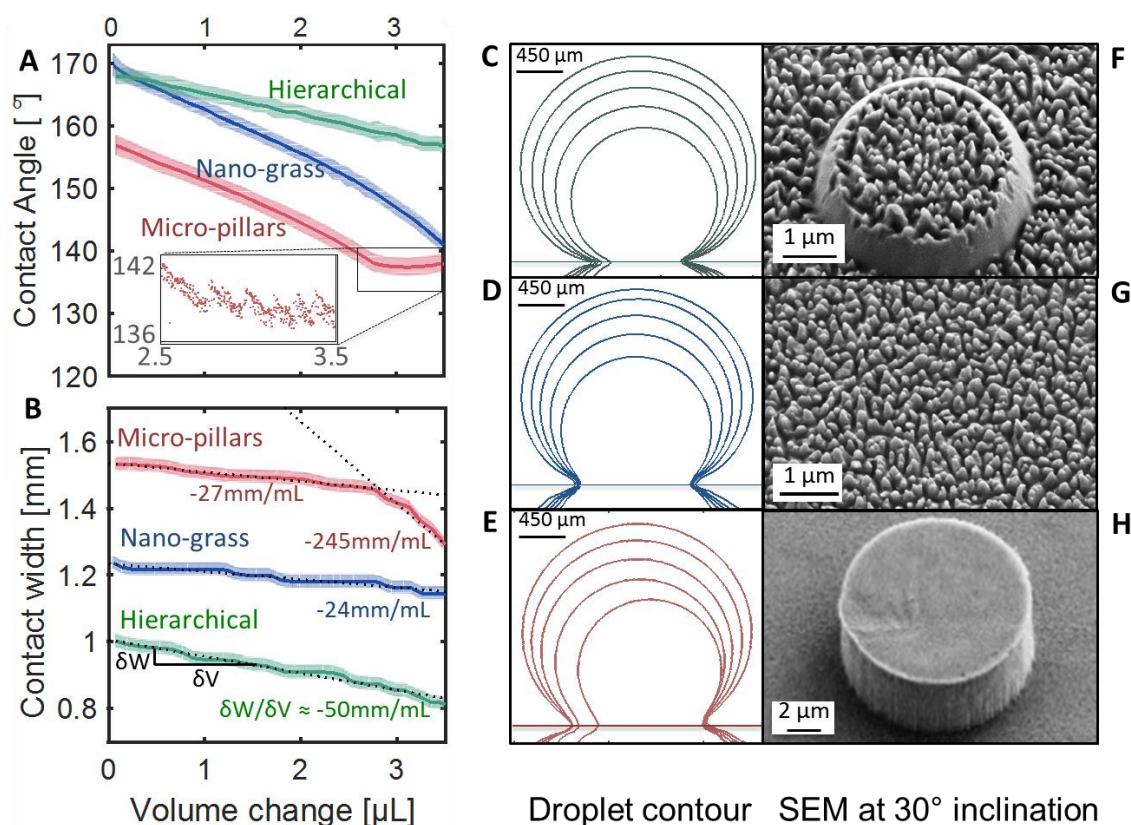 0 1 2 3
A
170
160
150
140
130
120
Contact Angle [ °]
Hierarchical
Nano-grass
Micro-pillars
142
136
2.5 3.5
B
1.6
1.4
1.2
1
0.8
Contact width [mm]
Micro-pillars
-27mm/mL
-245mm/mL
Nano-grass
-24mm/mL
Hierarchical
δW
δV
δW/δV ≈ -50mm/mL
0 1 2 3
Volume change [µL]
C
450 µm
D
450 µm
E
450 µm
Droplet contour
F
1 µm
G
1 µm
H
2 µm
SEM at 30° inclination